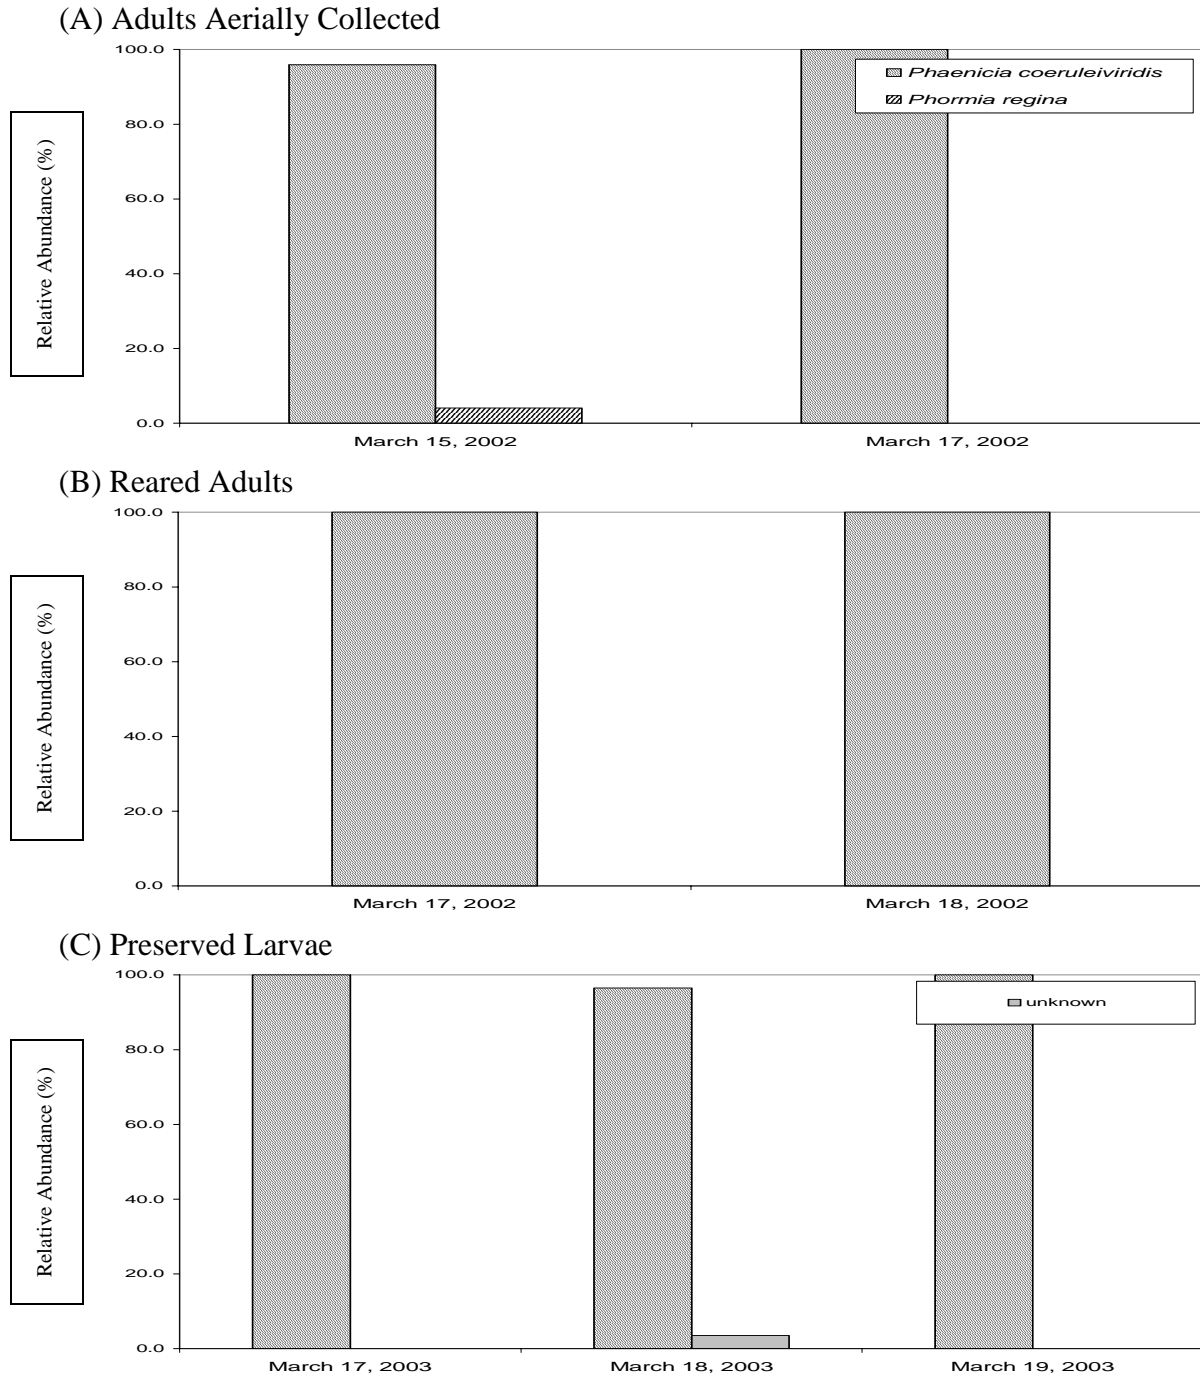 (A) Adults Aerially Collected
Relative Abundance (%)
100.0
80.0
60.0
40.0
20.0
0.0
Phaenicia coeruleiviridis
Phormia regina
March 15, 2002
March 17, 2002
(B) Reared Adults
Relative Abundance (%)
100.0
80.0
60.0
40.0
20.0
0.0
March 17, 2002
March 18, 2002
(C) Preserved Larvae
Relative Abundance (%)
100.0
80.0
60.0
40.0
20.0
0.0
unknown
March 17, 2003
March 18, 2003
March 19, 2003